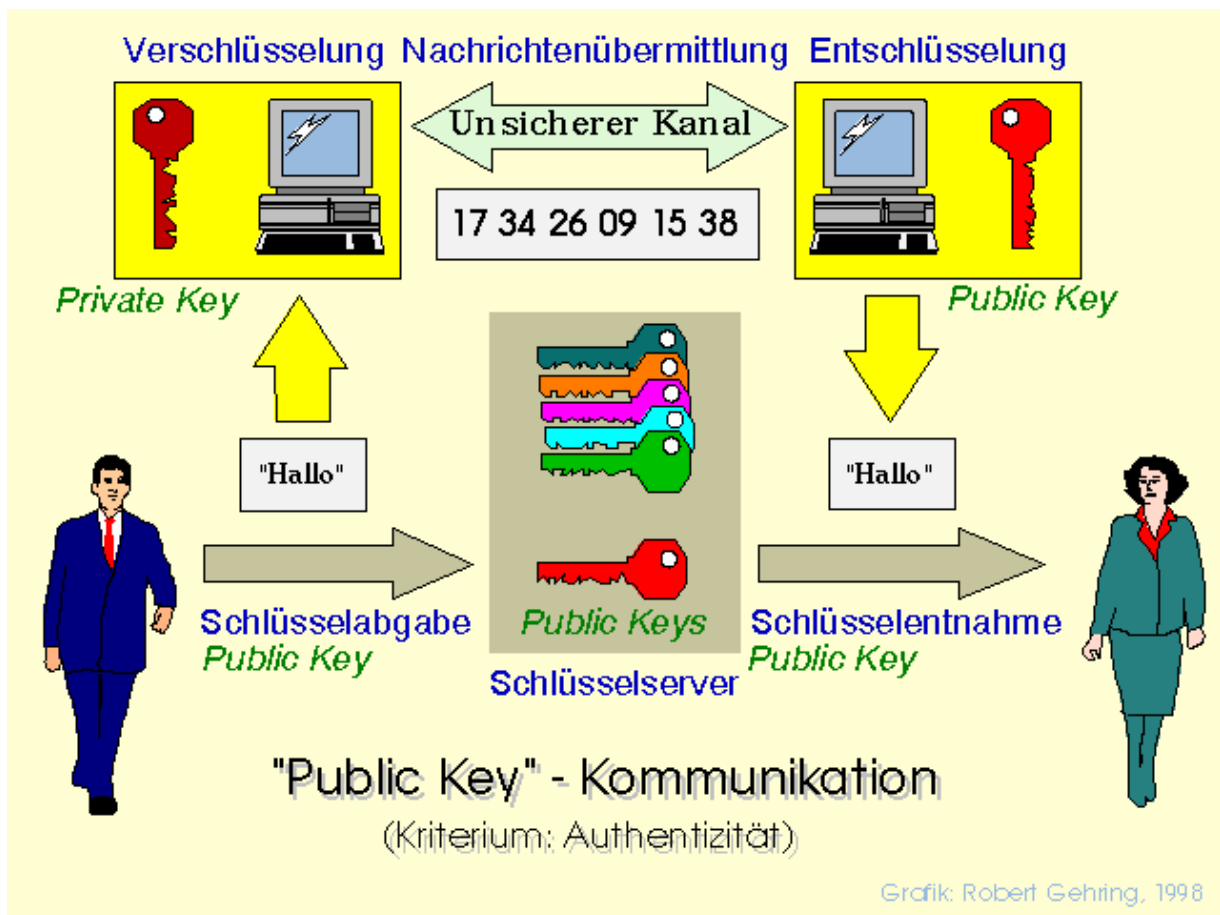 Verschlüsselung Nachrichtenübermittlung Entschlüsselung
Unsicherer Kanal
17 34 26 09 15 38
Private Key
Public Key
"Hallo"
"Hallo"
Schlüsselabgabe
Public Key
Public Keys
Schlüsselentnahme
Public Key
Schlüsselserver
"Public Key" - Kommunikation
(Kriterium: Authentizität)
Grafik: Robert Gehring, 1998